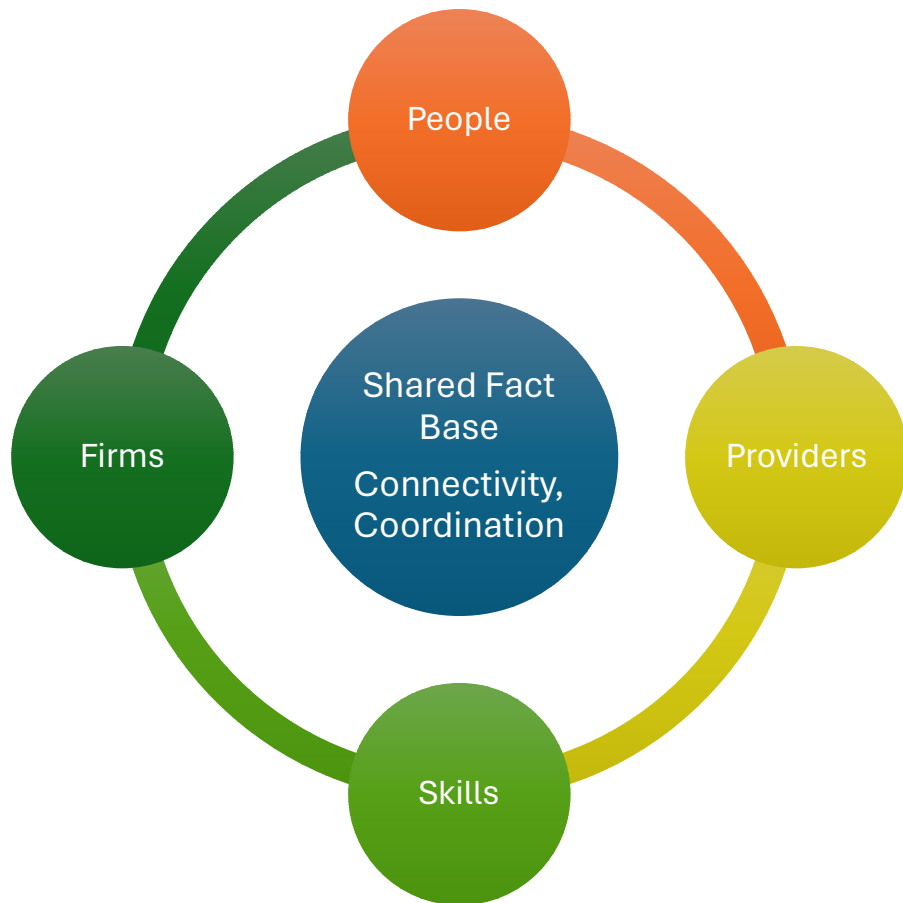 People
Firms
Shared Fact
Base
Connectivity,
Coordination
Providers
Skills